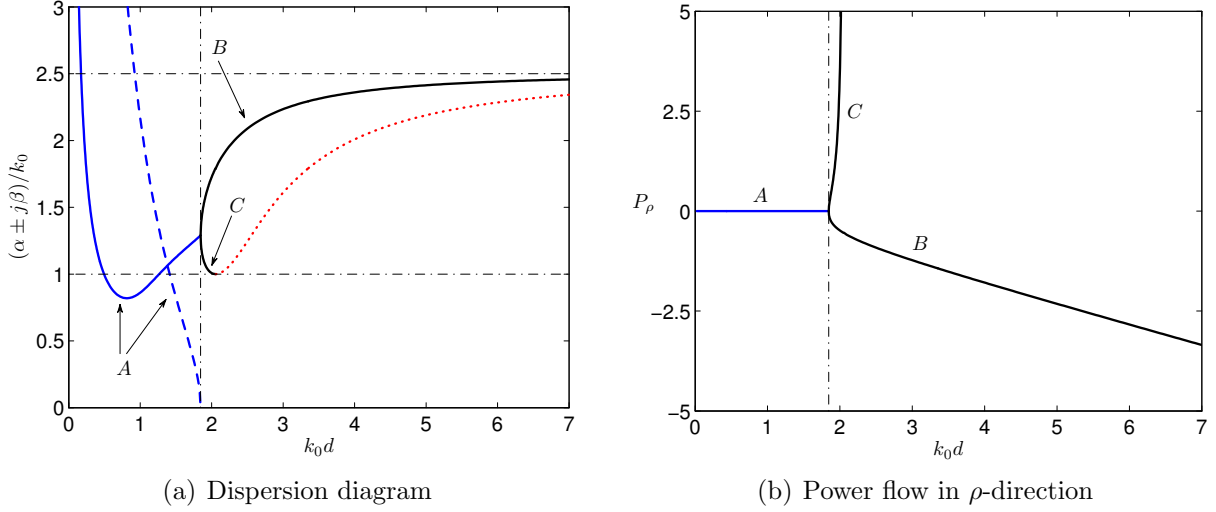 3
2.5
2
1.5
1
0.5
0
(α ± jβ)/k₀
B
C
A
0 1 2 3 4 5 6 7
k₀d
(a) Dispersion diagram
5
2.5
0
−2.5
−5
Pρ
A
C
B
0 1 2 3 4 5 6 7
k₀d
(b) Power flow in ρ-direction